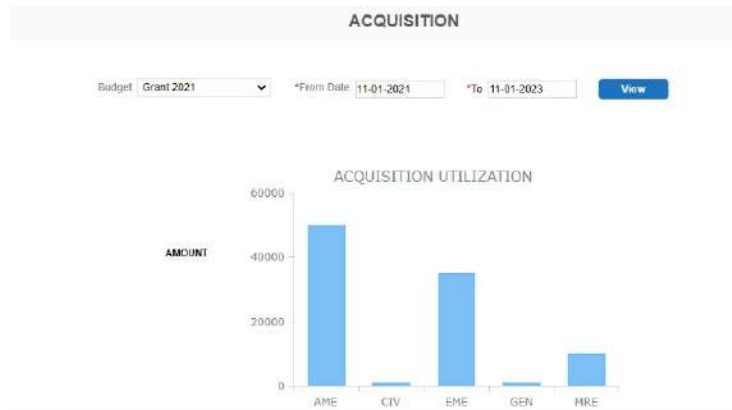 ACQUISITION
Budget Grant 2021 *From Date 11-01-2021 *To 11-01-2023 View
ACQUISITION UTILIZATION
60000
AMOUNT 40000
20000
0
AME CIV EME GEN MRE